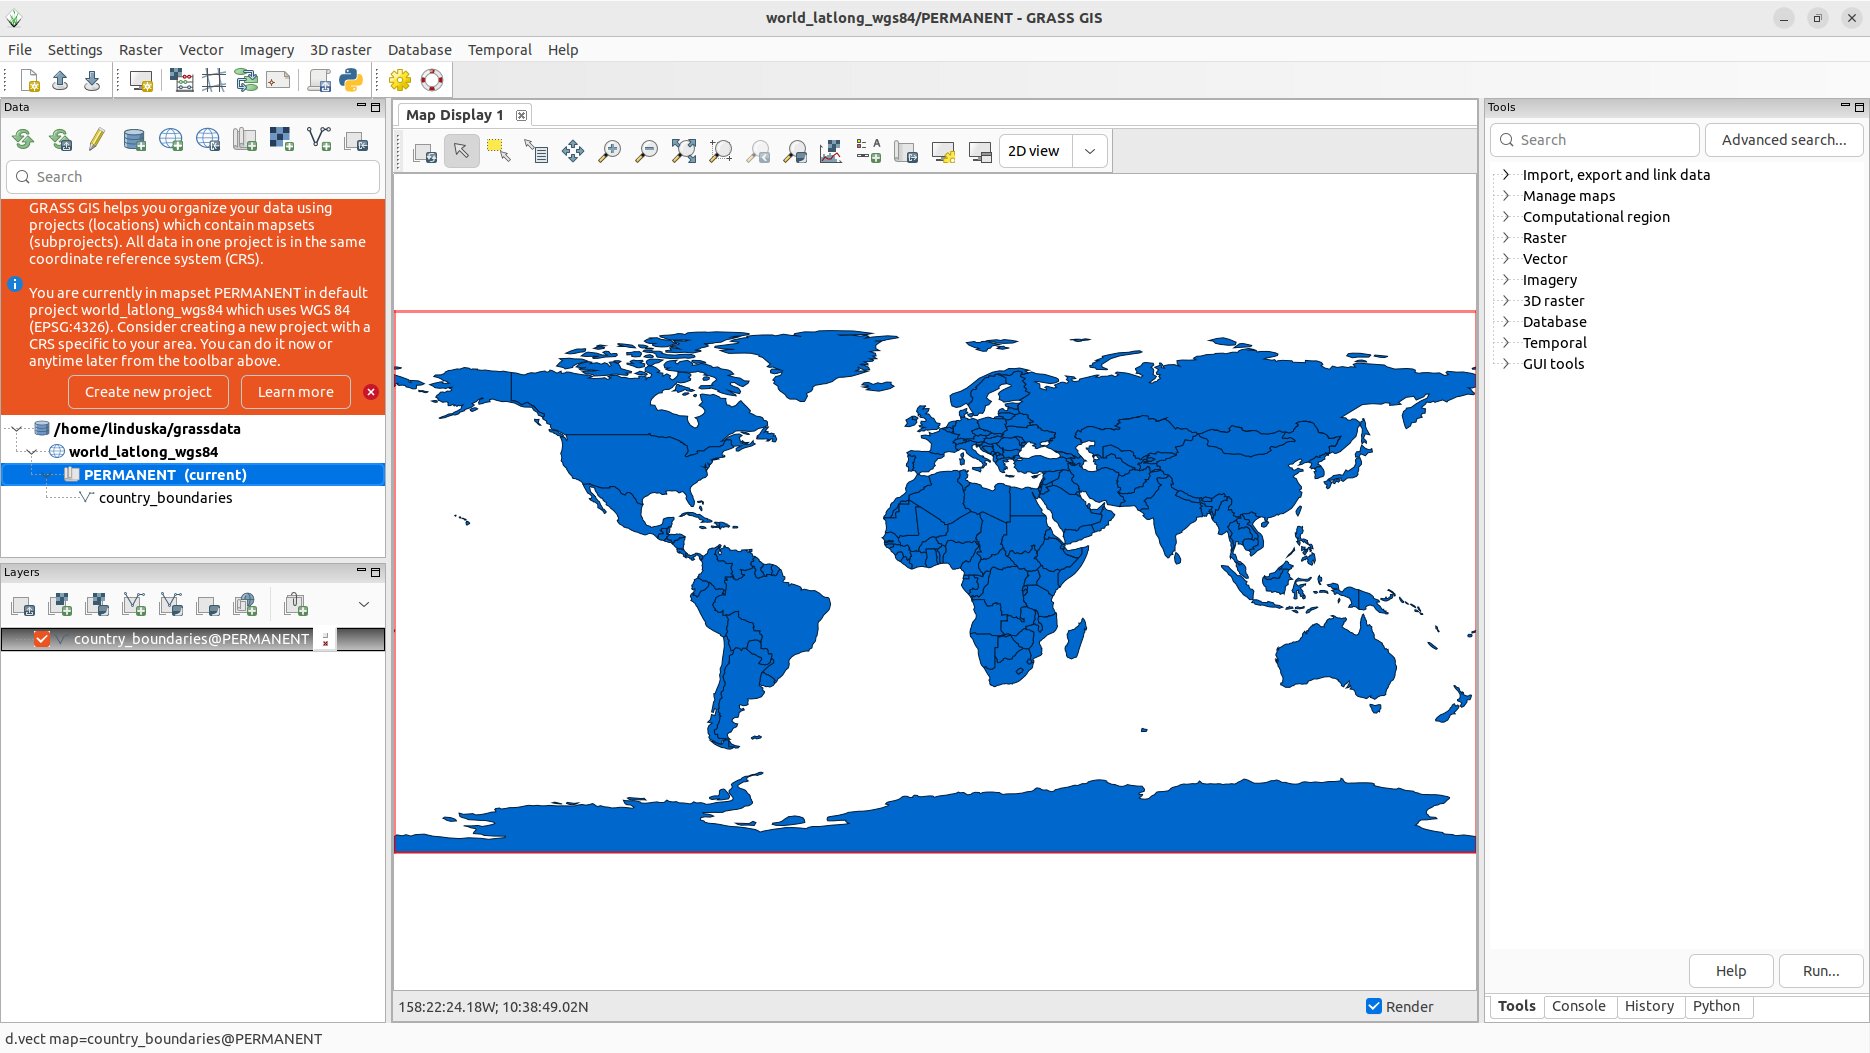 world_latlong_wgs84/PERMANENT - GRASS GIS
File Settings Raster Vector Imagery 3D raster Database Temporal Help
Data
Search
GRASS GIS helps you organize your data using
projects (locations) which contain mapsets
(subprojects). All data in one project is in the same
coordinate reference system (CRS).
You are currently in mapset PERMANENT in default
project world_latlong_wgs84 which uses WGS 84
(EPSG:4326). Consider creating a new project with a
CRS specific to your area. You can do it now or
anytime later from the toolbar above.
Create new project Learn more
/home/linduska/grassdata
world_latlong_wgs84
PERMANENT (current)
country_boundaries
Layers
country_boundaries@PERMANENT
Map Display 1
2D view
158:22:24.18W; 10:38:49.02N
Render
Tools
Search
Advanced search...
Import, export and link data
Manage maps
Computational region
Raster
Vector
Imagery
3D raster
Database
Temporal
GUI tools
Help Run...
Tools Console History Python
d.vect map=country_boundaries@PERMANENT